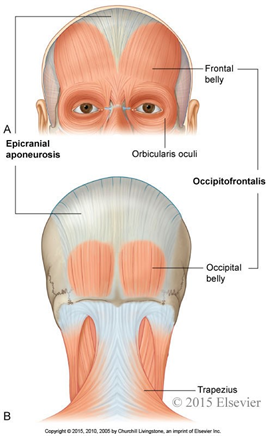 Frontal
belly
A
Orbicularis oculi
Epicranial
aponeurosis
Occipitofrontalis
Occipital
belly
Trapezius
© 2015 Elsevier
B
Copyright © 2015, 2010, 2005 by Churchill Livingstone, an imprint of Elsevier Inc.